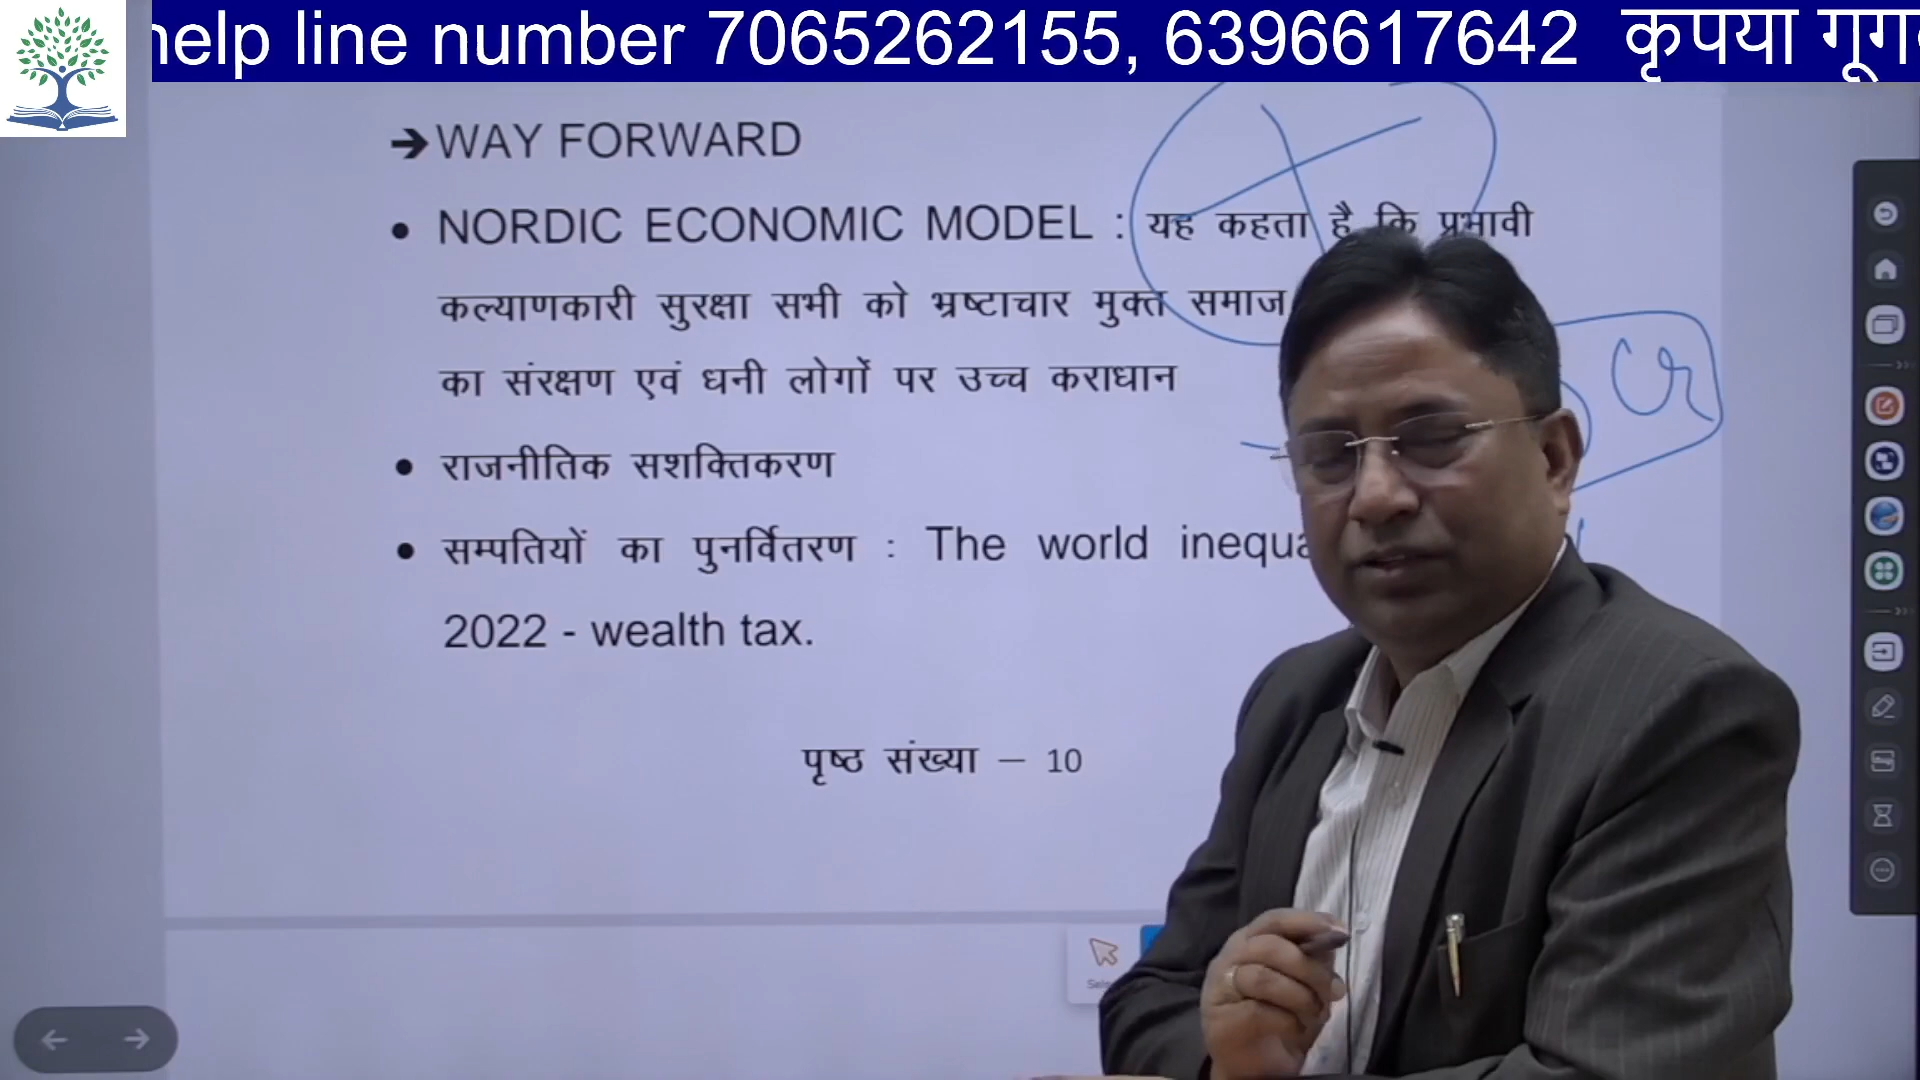 help line number 7065262155, 6396617642 कृपया
WAY FORWARD
NORDIC ECONOMIC MODEL : यह कहता है कि प्रभावी
कल्याणकारी सुरक्षा सभी को भ्रष्टाचार मुक्त समाज
का संरक्षण एवं धनी लोगों पर उच्च कराधान
राजनीतिक सशक्तिकरण
सम्पतियों का पुनर्वितरण : The world
2022 - wealth tax.
पृष्ठ संख्या – 10